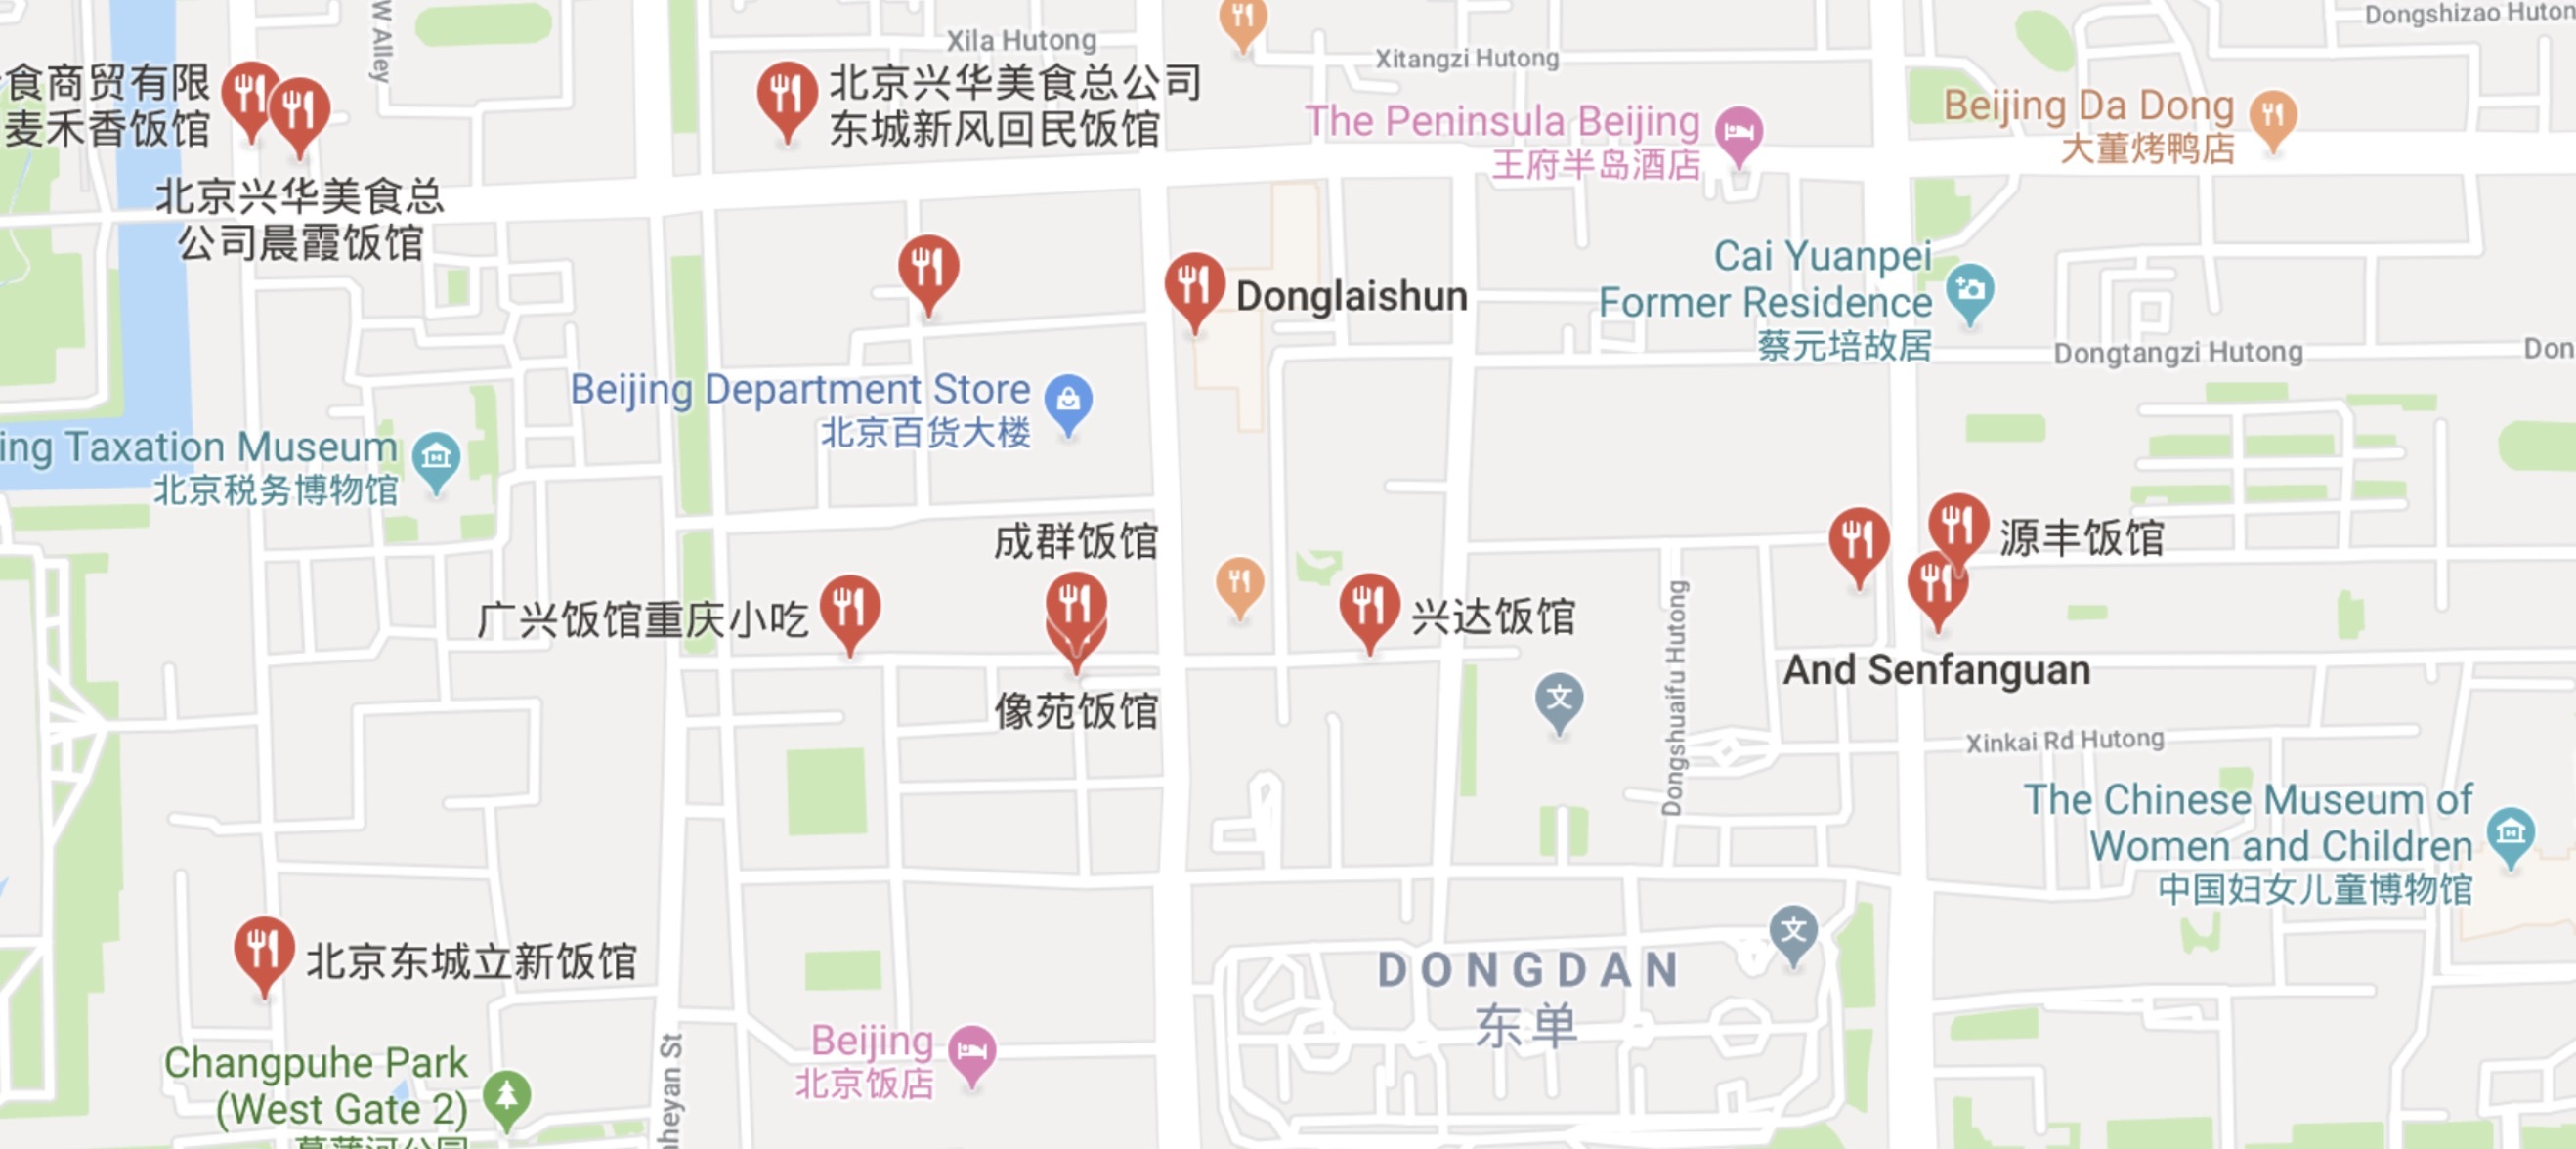 W Alley
Xila Hutong
Xitangzi Hutong
Dongshizao Huton
食商贸有限
麦禾香饭馆
北京兴华美食总公司
东城新风回民饭馆
The Peninsula Beijing
王府半岛酒店
Beijing Da Dong
大董烤鸭店
北京兴华美食总
公司晨霞饭馆
Donglaishun
Cai Yuanpei
Former Residence
蔡元培故居
Dongtangzi Hutong
Don
Beijing Department Store
北京百货大楼
ing Taxation Museum
北京税务博物馆
成群饭馆
源丰饭馆
广兴饭馆重庆小吃
兴达饭馆
像苑饭馆
And Senfanguan
Dongshuaifu Hutong
文
Xinkai Rd Hutong
The Chinese Museum of
Women and Children
中国妇女儿童博物馆
文
北京东城立新饭馆
DONGDAN
东单
Beijing
北京饭店
Changpuhe Park
(West Gate 2)
heyan St